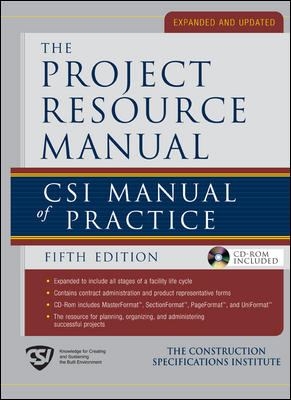 EXPANDED AND UPDATED
THE
PROJECT
RESOURCE
MANUAL
CSI MANUAL
of PRACTICE
FIFTH EDITION
CD-ROM
INCLUDED
• Expanded to include all stages of a facility life cycle
• Contains contract administration and product representative forms
• CD-Rom includes MasterFormat™, SectionFormat™, PageFormat™, and UniFormat™
• The resource for planning, organizing, and administering
successful projects
CSI
Knowledge for Creating
and Sustaining
the Built Environment
THE CONSTRUCTION
SPECIFICATIONS INSTITUTE